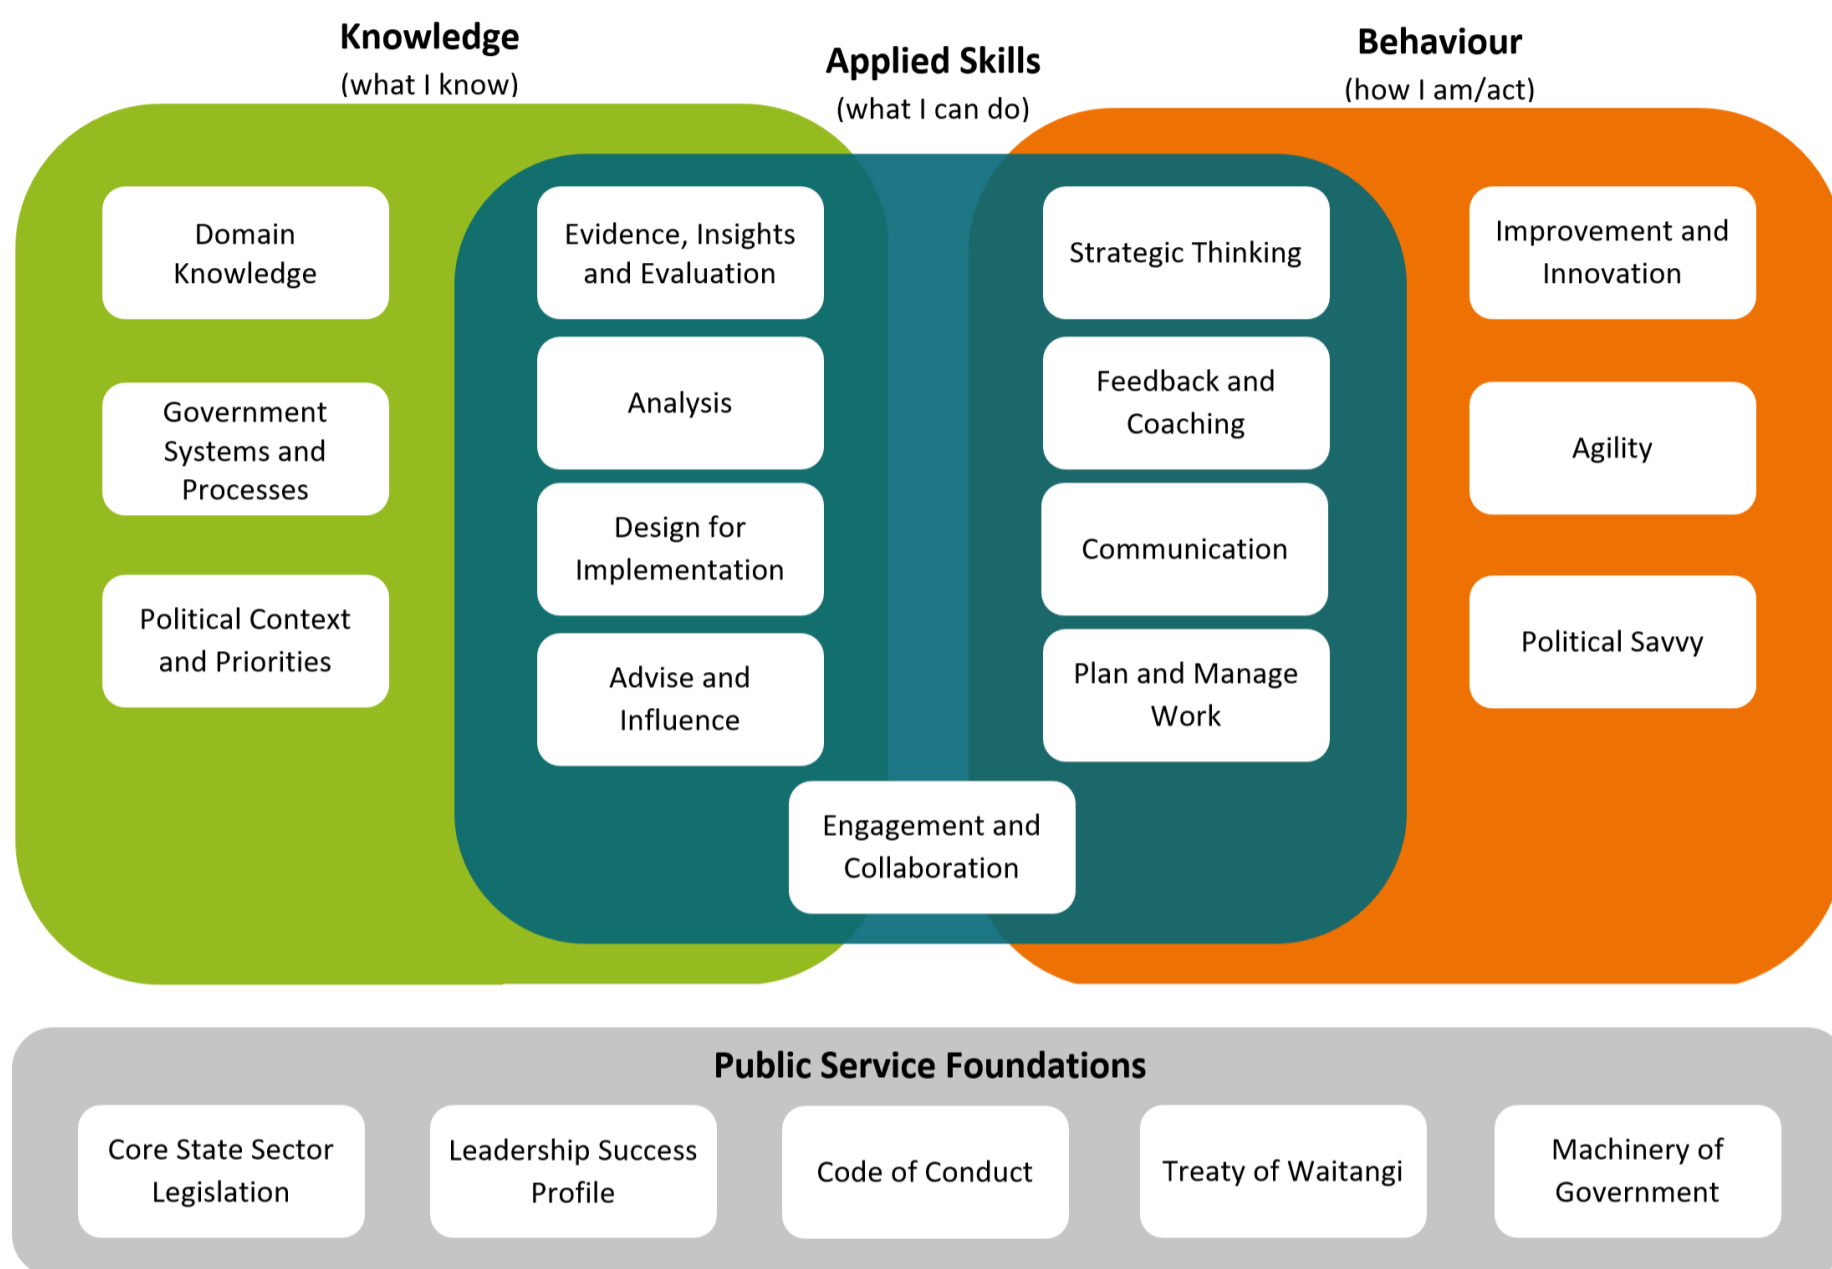 Knowledge
(what I know)
Applied Skills
(what I can do)
Behaviour
(how I am/act)
Domain
Knowledge
Government
Systems and
Processes
Political Context
and Priorities
Evidence, Insights
and Evaluation
Analysis
Design for
Implementation
Advise and
Influence
Strategic Thinking
Feedback and
Coaching
Communication
Plan and Manage
Work
Engagement and
Collaboration
Improvement and
Innovation
Agility
Political Savvy
Public Service Foundations
Core State Sector
Legislation
Leadership Success
Profile
Code of Conduct
Treaty of Waitangi
Machinery of
Government